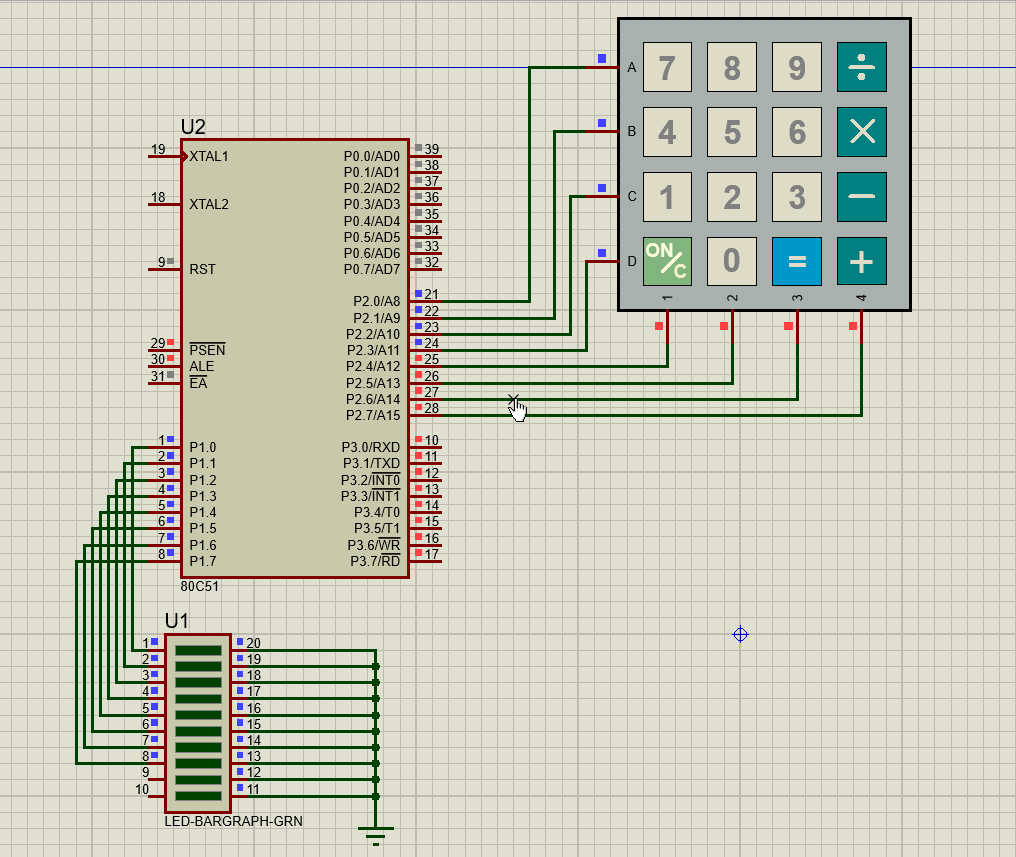 7 8 9 ÷
A
4 5 6 ×
B
1 2 3 −
C
ON/C 0 = +
D
1 2 3 4
U2
19 XTAL1
18 XTAL2
9 RST
29 PSEN
30 ALE
31 EA
1 P1.0
2 P1.1
3 P1.2
4 P1.3
5 P1.4
6 P1.5
7 P1.6
8 P1.7
P0.0/AD0 39
P0.1/AD1 38
P0.2/AD2 37
P0.3/AD3 36
P0.4/AD4 35
P0.5/AD5 34
P0.6/AD6 33
P0.7/AD7 32
P2.0/A8 21
P2.1/A9 22
P2.2/A10 23
P2.3/A11 24
P2.4/A12 25
P2.5/A13 26
P2.6/A14 27
P2.7/A15 28
P3.0/RXD 10
P3.1/TXD 11
P3.2/INT0 12
P3.3/INT1 13
P3.4/T0 14
P3.5/T1 15
P3.6/WR 16
P3.7/RD 17
80C51
U1
1 20
2 19
3 18
4 17
5 16
6 15
7 14
8 13
9 12
10 11
LED-BARGRAPH-GRN